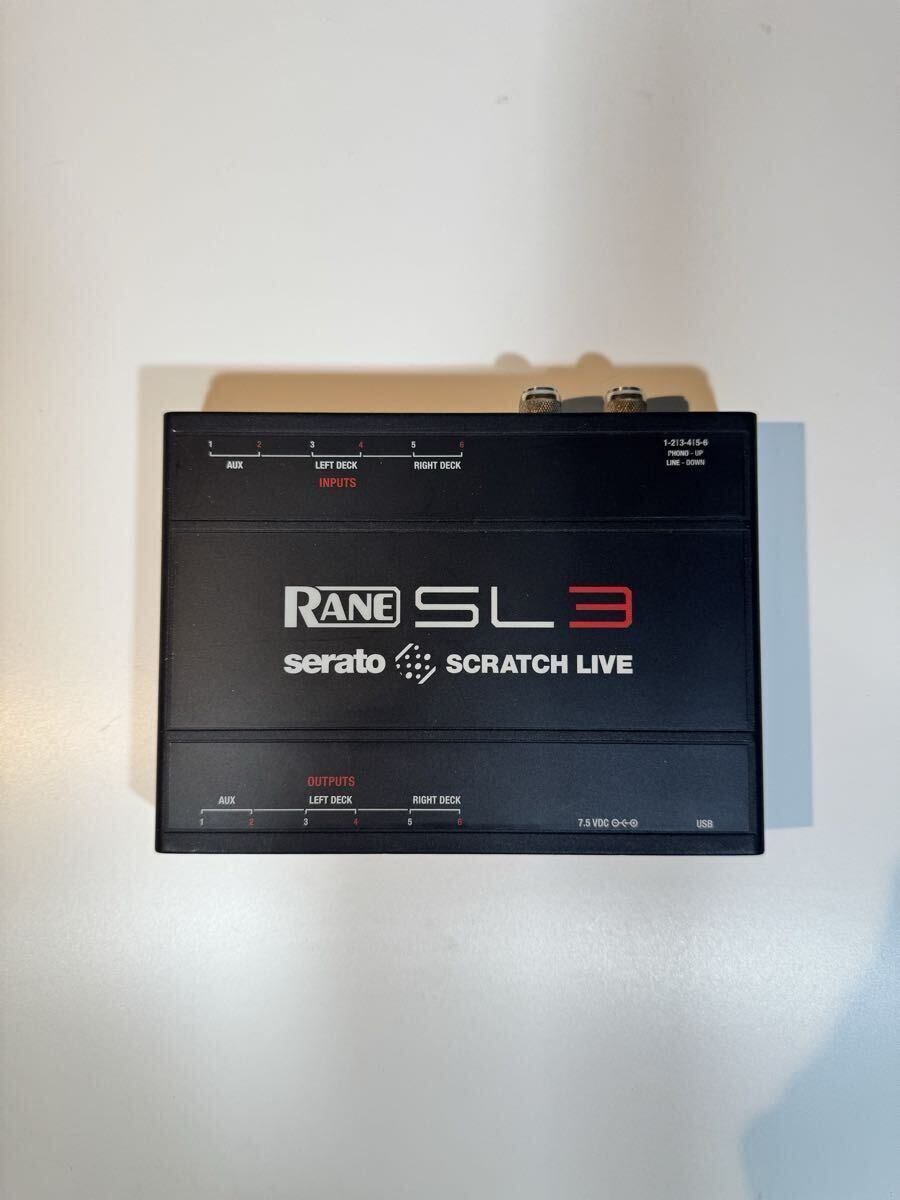 1 2 3 4 5 6
AUX LEFT DECK RIGHT DECK
INPUTS
1-2|3-4|5-6
PHONO - UP
LINE - DOWN
RANE SL3
serato SCRATCH LIVE
OUTPUTS
AUX LEFT DECK RIGHT DECK
1 2 3 4 5 6
7.5 VDC
USB